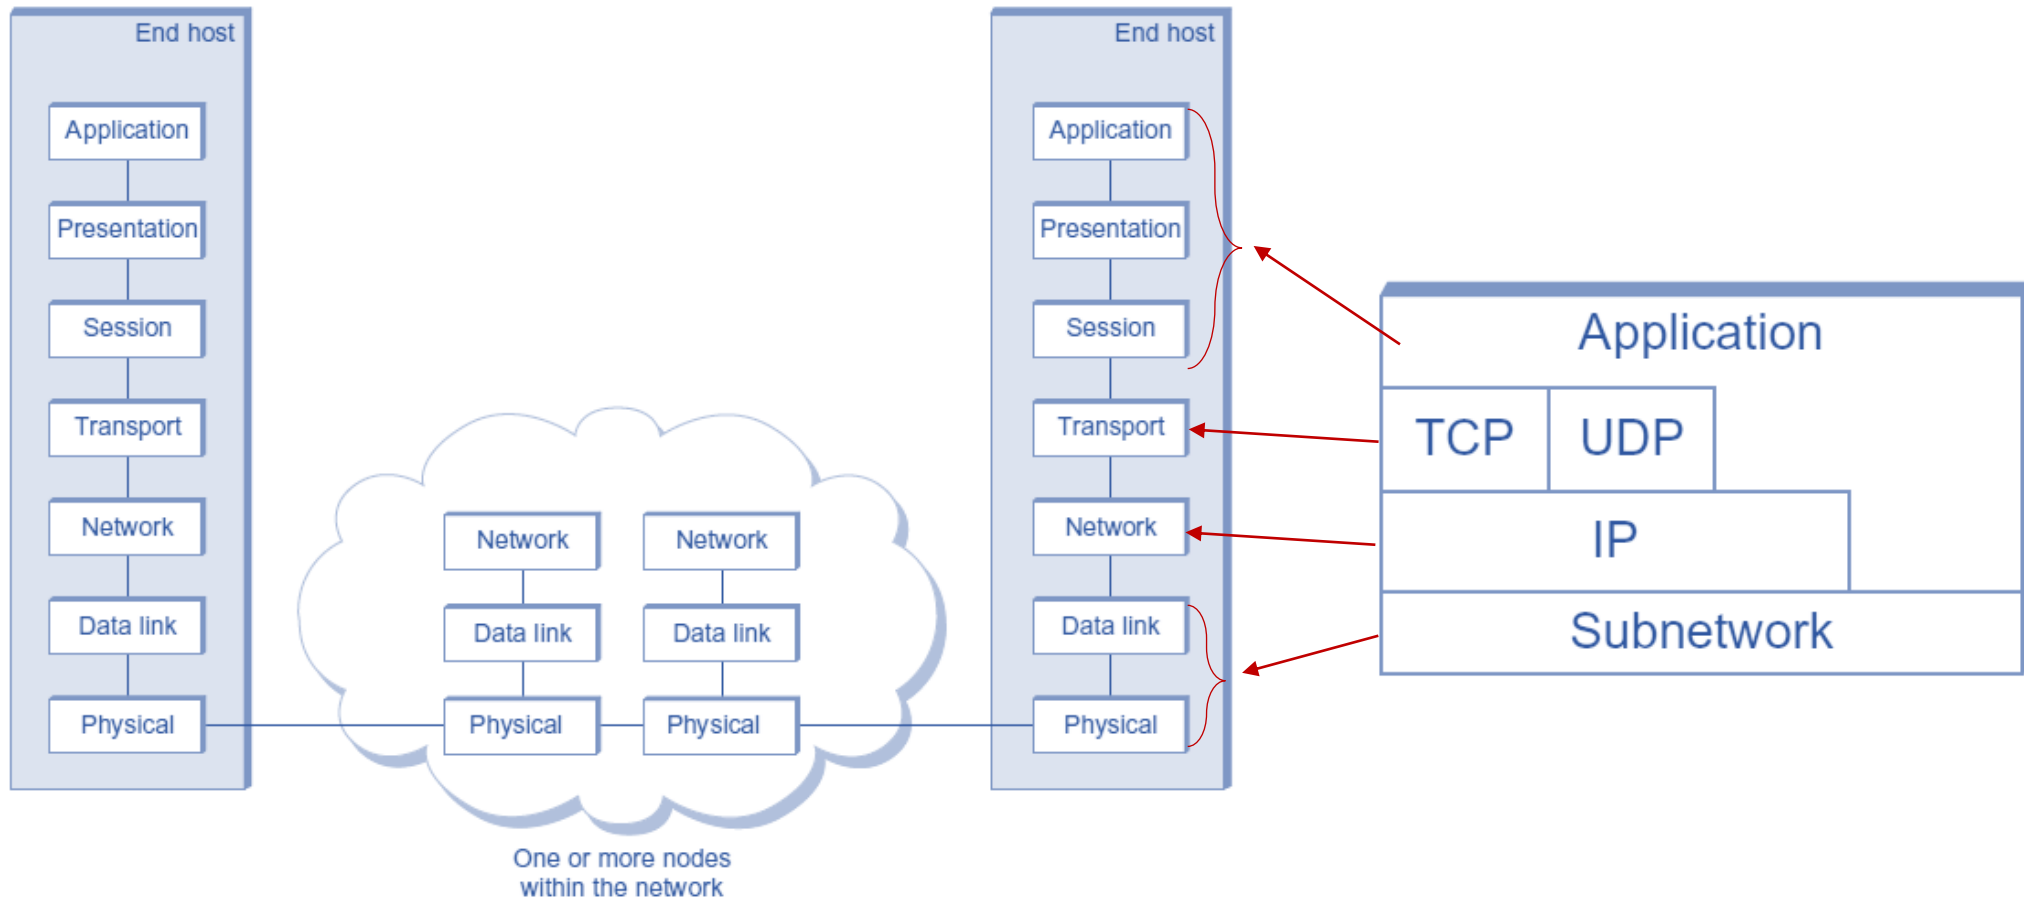 End host
Application
Presentation
Session
Transport
Network
Data link
Physical
Network
Data link
Physical
Network
Data link
Physical
One or more nodes
within the network
End host
Application
Presentation
Session
Transport
Network
Data link
Physical
Application
TCP
UDP
IP
Subnetwork